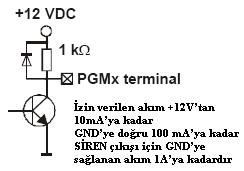 +12 VDC
1 kΩ
PGMx terminal
İzin verilen akım +12V'tan
10mA'ya kadar
GND'ye doğru 100 mA'ya kadar
SİREN çıkışı için GND'ye
sağlanan akım 1A'ya kadardır